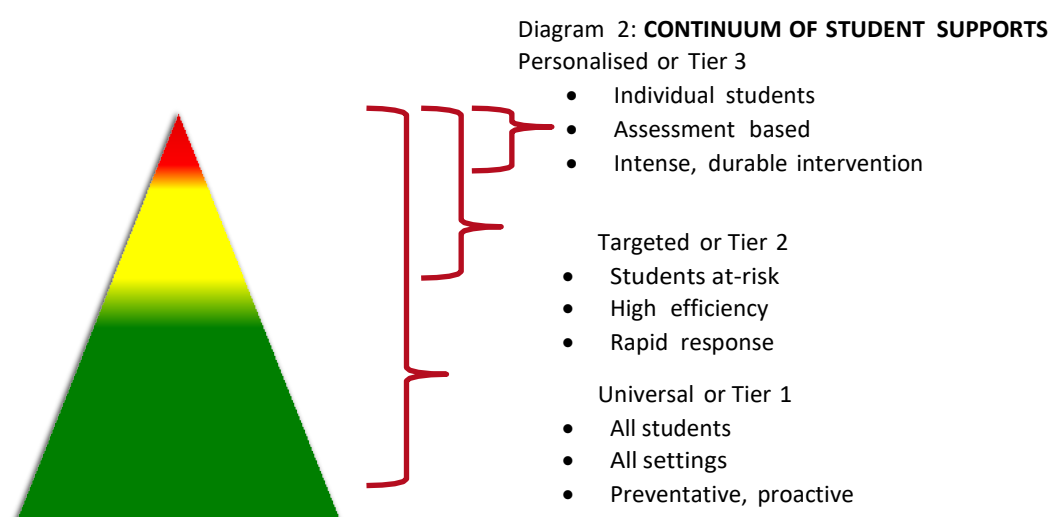 Diagram 2: CONTINUUM OF STUDENT SUPPORTS
Personalised or Tier 3
• Individual students
• Assessment based
• Intense, durable intervention
Targeted or Tier 2
• Students at-risk
• High efficiency
• Rapid response
Universal or Tier 1
• All students
• All settings
• Preventative, proactive